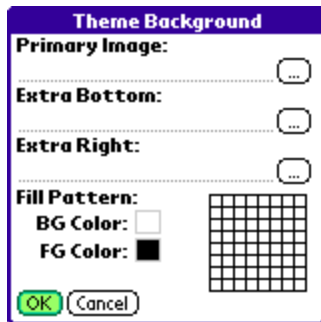 Theme Background
Primary Image:
...
Extra Bottom:
...
Extra Right:
...
Fill Pattern:
BG Color:
FG Color:
OK Cancel